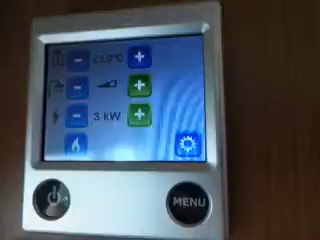 - 23.0°C +
- +
- 3 kW +
MENU